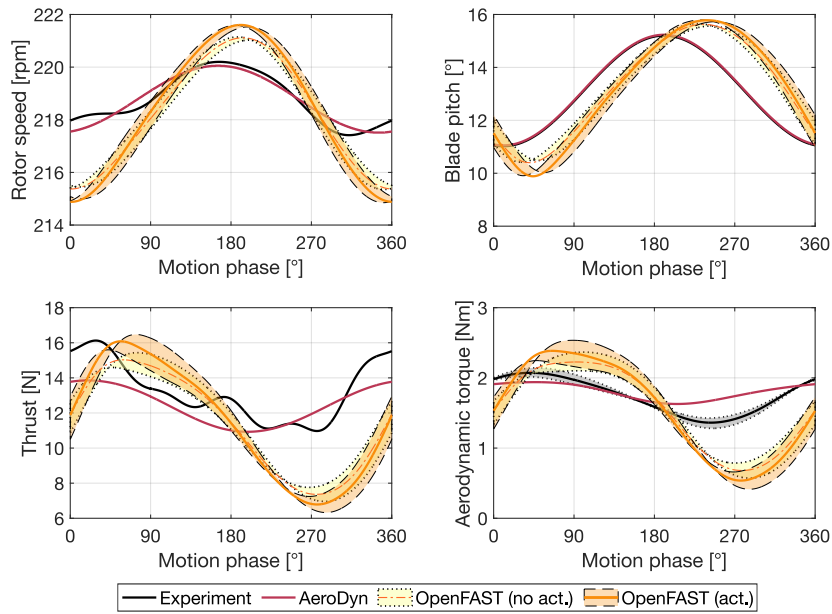 Rotor speed [rpm]
222
220
218
216
214
0 90 180 270 360
Motion phase [°]
Blade pitch [°]
16
14
12
10
8
0 90 180 270 360
Motion phase [°]
Thrust [N]
18
16
14
12
10
8
6
0 90 180 270 360
Motion phase [°]
Aerodynamic torque [Nm]
3
2
1
0
0 90 180 270 360
Motion phase [°]
Experiment AeroDyn OpenFAST (no act.) OpenFAST (act.)